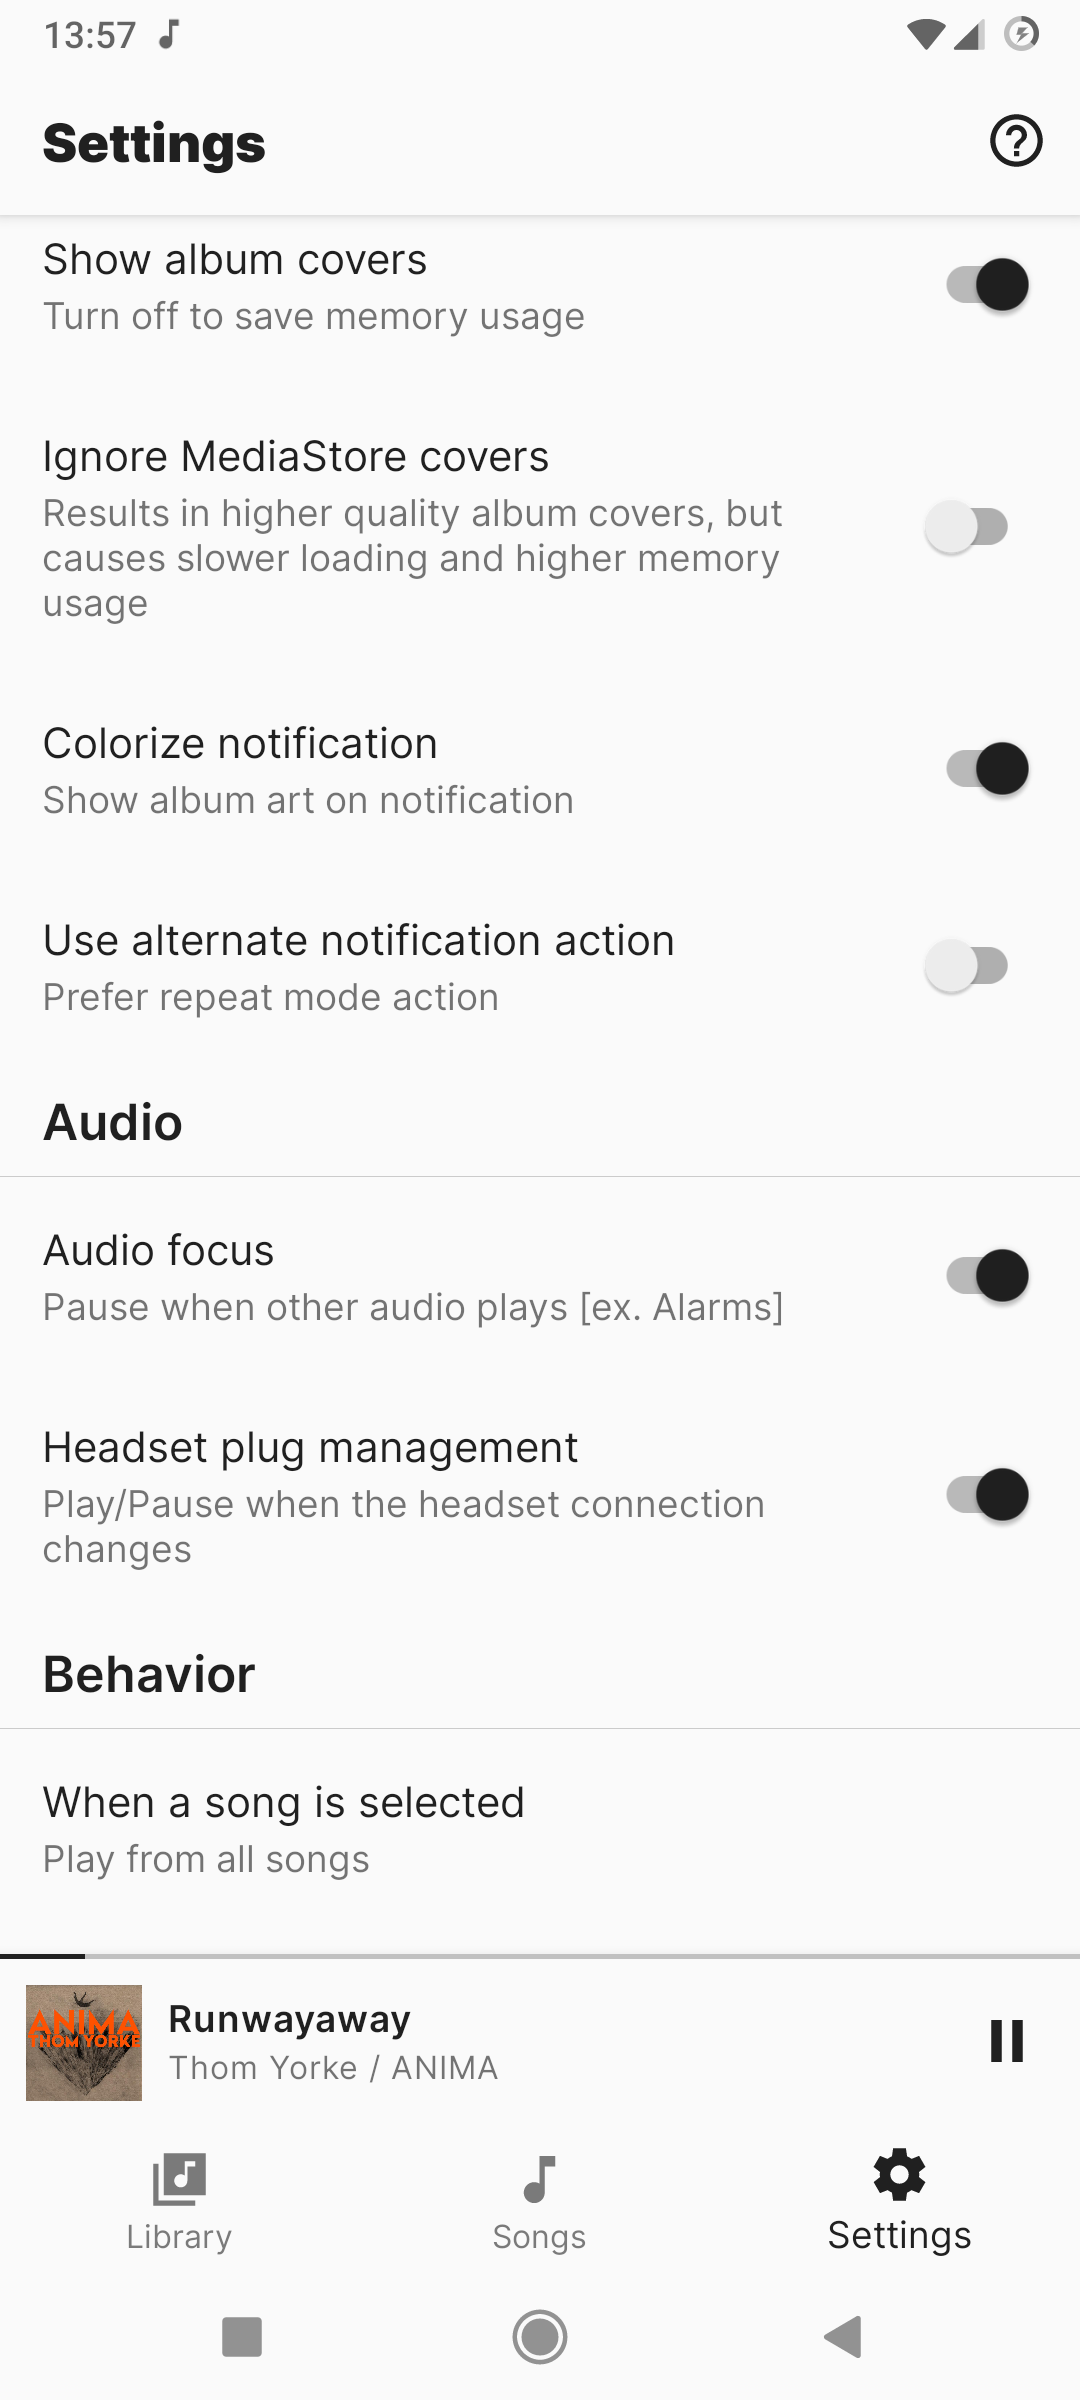 13:57
Settings
Show album covers
Turn off to save memory usage
Ignore MediaStore covers
Results in higher quality album covers, but
causes slower loading and higher memory
usage
Colorize notification
Show album art on notification
Use alternate notification action
Prefer repeat mode action
Audio
Audio focus
Pause when other audio plays [ex. Alarms]
Headset plug management
Play/Pause when the headset connection
changes
Behavior
When a song is selected
Play from all songs
ANIMA
THOM YORKE
Runwayaway
Thom Yorke / ANIMA
Library
Songs
Settings